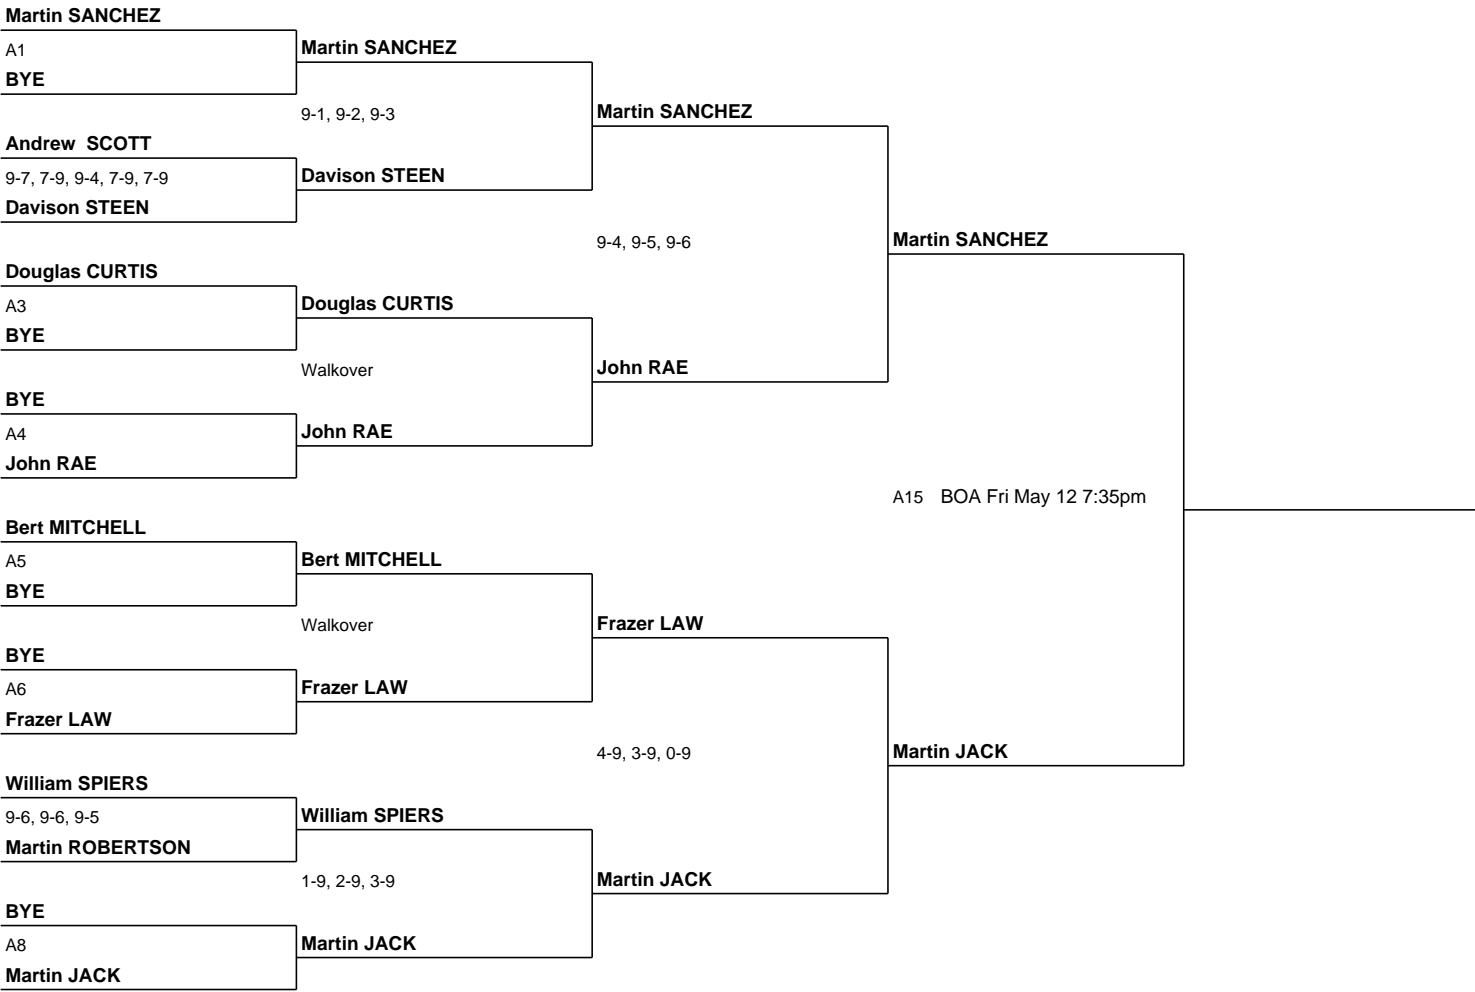 Martin SANCHEZ
A1
BYE
Martin SANCHEZ
9-1, 9-2, 9-3
Andrew  SCOTT
9-7, 7-9, 9-4, 7-9, 7-9
Davison STEEN
Davison STEEN
Martin SANCHEZ
9-4, 9-5, 9-6
Douglas CURTIS
A3
BYE
Douglas CURTIS
Walkover
BYE
A4
John RAE
John RAE
John RAE
Martin SANCHEZ
A15 BOA Fri May 12 7:35pm
Bert MITCHELL
A5
BYE
Bert MITCHELL
Walkover
BYE
A6
Frazer LAW
Frazer LAW
Frazer LAW
4-9, 3-9, 0-9
William SPIERS
9-6, 9-6, 9-5
Martin ROBERTSON
William SPIERS
1-9, 2-9, 3-9
BYE
A8
Martin JACK
Martin JACK
Martin JACK
Martin JACK